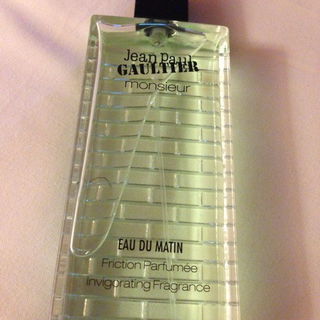 Jean Paul
GAULTIER
monsieur
EAU DU MATIN
Friction Parfumée
Invigorating Fragrance